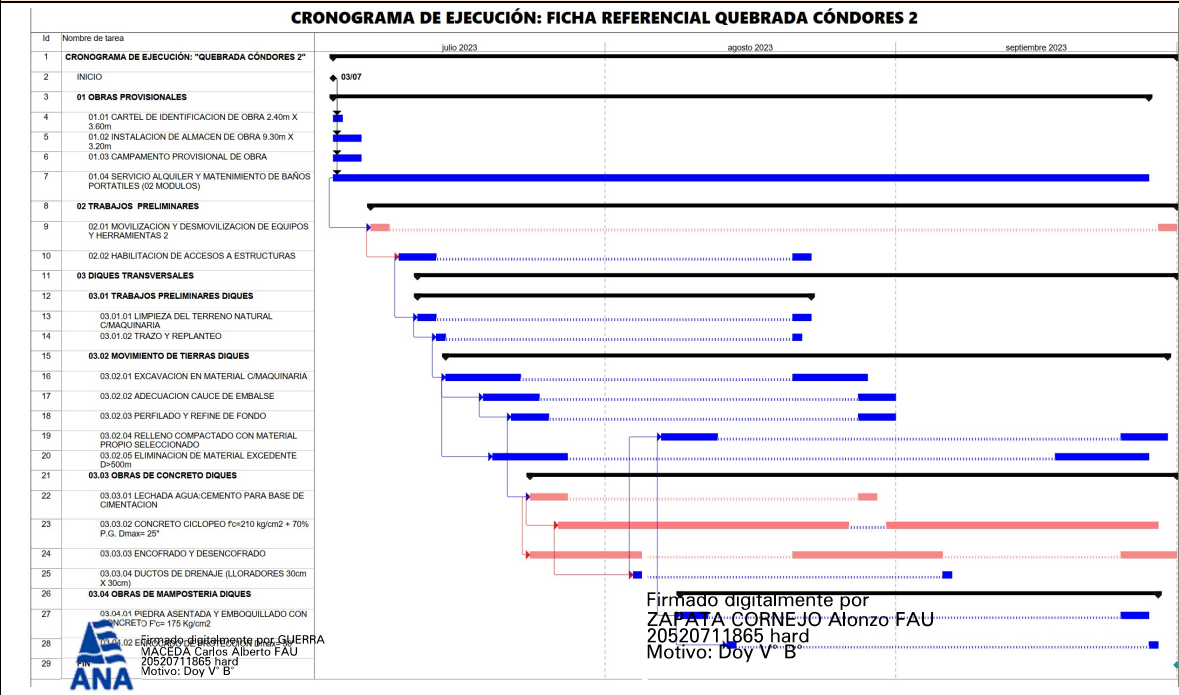 CRONOGRAMA DE EJECUCIÓN: FICHA REFERENCIAL QUEBRADA CÓNDORES 2
Id Nombre de tarea
julio 2023 agosto 2023 septiembre 2023
1 CRONOGRAMA DE EJECUCIÓN: "QUEBRADA CÓNDORES 2"
2 INICIO 03/07
3 01 OBRAS PROVISIONALES
4 01.01 CARTEL DE IDENTIFICACION DE OBRA 2.40m X
3.60m
5 01.02 INSTALACION DE ALMACEN DE OBRA 9.30m X
3.20m
6 01.03 CAMPAMENTO PROVISIONAL DE OBRA
7 01.04 SERVICIO ALQUILER Y MATENIMIENTO DE BAÑOS
PORTATILES (02 MODULOS)
8 02 TRABAJOS PRELIMINARES
9 02.01 MOVILIZACION Y DESMOVILIZACION DE EQUIPOS
Y HERRAMIENTAS 2
10 02.02 HABILITACION DE ACCESOS A ESTRUCTURAS
11 03 DIQUES TRANSVERSALES
12 03.01 TRABAJOS PRELIMINARES DIQUES
13 03.01.01 LIMPIEZA DEL TERRENO NATURAL
C/MAQUINARIA
14 03.01.02 TRAZO Y REPLANTEO
15 03.02 MOVIMIENTO DE TIERRAS DIQUES
16 03.02.01 EXCAVACION EN MATERIAL C/MAQUINARIA
17 03.02.02 ADECUACION CAUCE DE EMBALSE
18 03.02.03 PERFILADO Y REFINE DE FONDO
19 03.02.04 RELLENO COMPACTADO CON MATERIAL
PROPIO SELECCIONADO
20 03.02.05 ELIMINACION DE MATERIAL EXCEDENTE
D>500m
21 03.03 OBRAS DE CONCRETO DIQUES
22 03.03.01 LECHADA AGUA:CEMENTO PARA BASE DE
CIMENTACION
23 03.03.02 CONCRETO CICLOPEO f'c=210 kg/cm2 + 70%
P.G. Dmax= 25"
24 03.03.03 ENCOFRADO Y DESENCOFRADO
25 03.03.04 DUCTOS DE DRENAJE (LLORADORES 30cm
X 30cm)
26 03.04 OBRAS DE MAMPOSTERIA DIQUES
27 03.04.01 PIEDRA ASENTADA Y EMBOQUILLADO CON
CONCRETO F'c= 175 Kg/cm2
28
29 FIN
Firmado digitalmente por GUERRA
MACEDA Carlos Alberto FAU
20520711865 hard
Motivo: Doy V° B°
ANA
Firmado digitalmente por
ZAPATA CORNEJO Alonzo FAU
20520711865 hard
Motivo: Doy V° B°